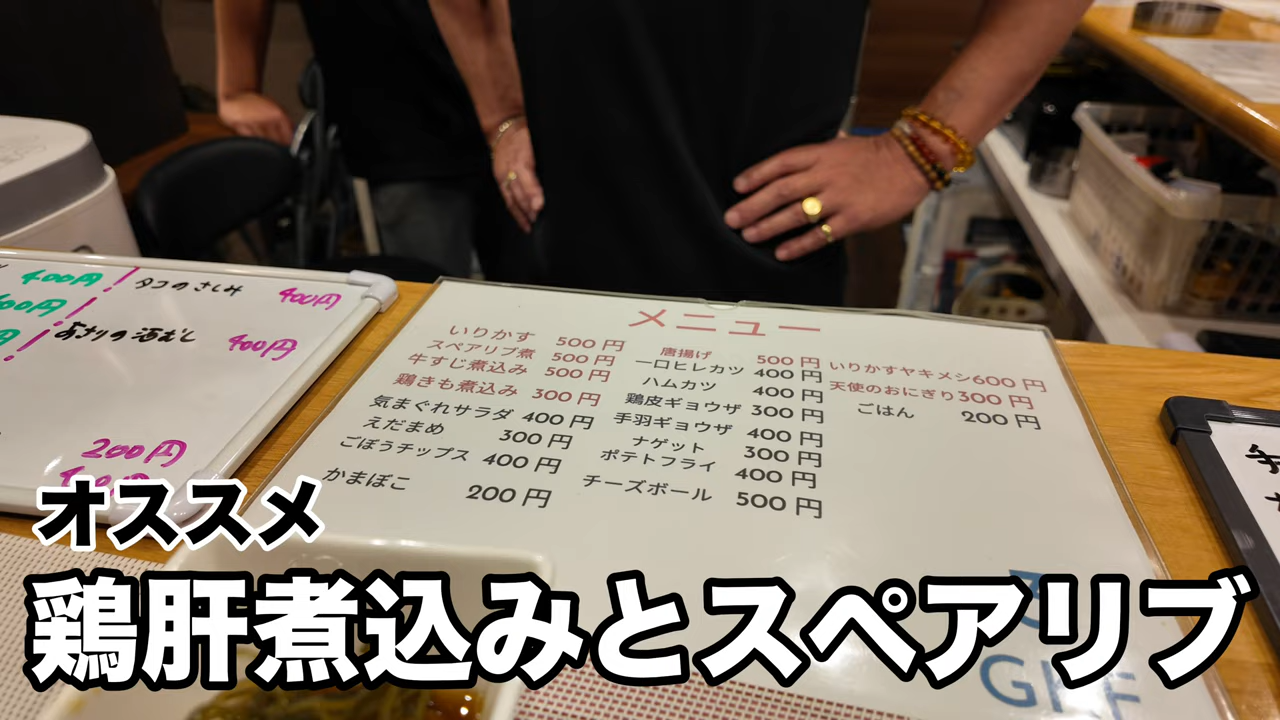 400円
タコのさしみ 400円
400円
あさりの酒むし 400円
200円
メニュー
いりかす 500円
スペアリブ煮 500円
牛すじ煮込み 500円
鶏きも煮込み 300円
気まぐれサラダ 400円
えだまめ 300円
ごぼうチップス 400円
かまぼこ 200円
唐揚げ 500円
一口ヒレカツ 400円
ハムカツ 400円
鶏皮ギョウザ 300円
手羽ギョウザ 400円
ナゲット 300円
ポテトフライ 400円
チーズボール 500円
いりかすヤキメシ 600円
天使のおにぎり 300円
ごはん 200円
オススメ
鶏肝煮込みとスペアリブ